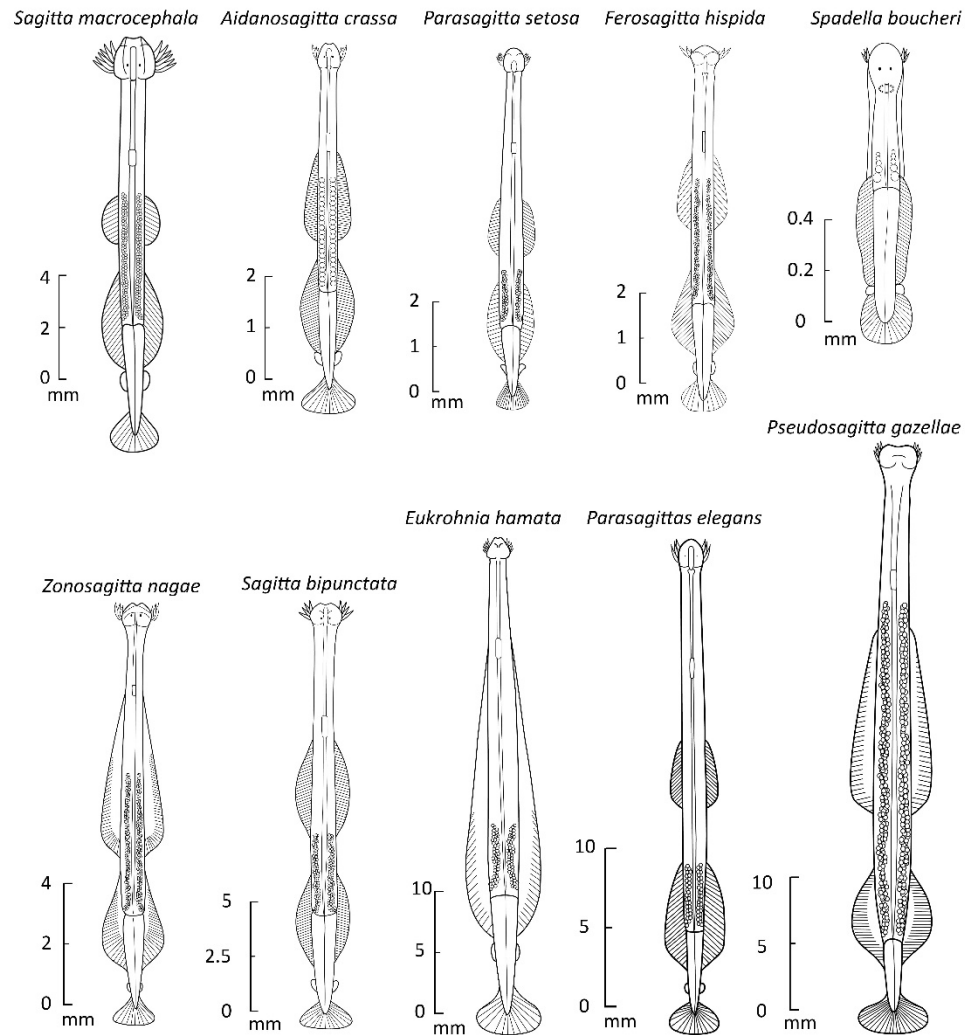 Sagitta macrocephala
Aidanosagitta crassa
Parasagitta setosa
Ferosagitta hispida
Spadella boucheri
4
2
0
mm
2
1
0
mm
2
1
0
mm
2
1
0
mm
0.4
0.2
0
mm
Zonosagitta nagae
Sagitta bipunctata
Eukrohnia hamata
Parasagittas elegans
Pseudosagitta gazellae
4
2
0
mm
5
2.5
0
mm
10
5
0
mm
10
5
0
mm
10
5
0
mm